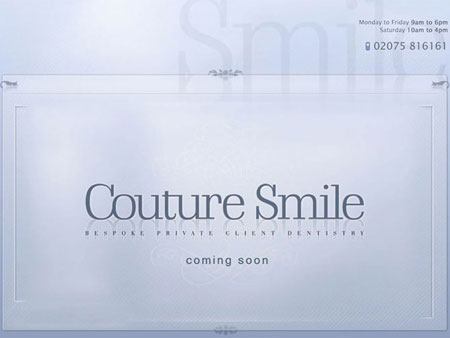 Smile
Monday to Friday 9am to 6pm
Saturday 10am to 4pm
02075 816161
Couture Smile
BESPOKE PRIVATE CLIENT DENTISTRY
coming soon